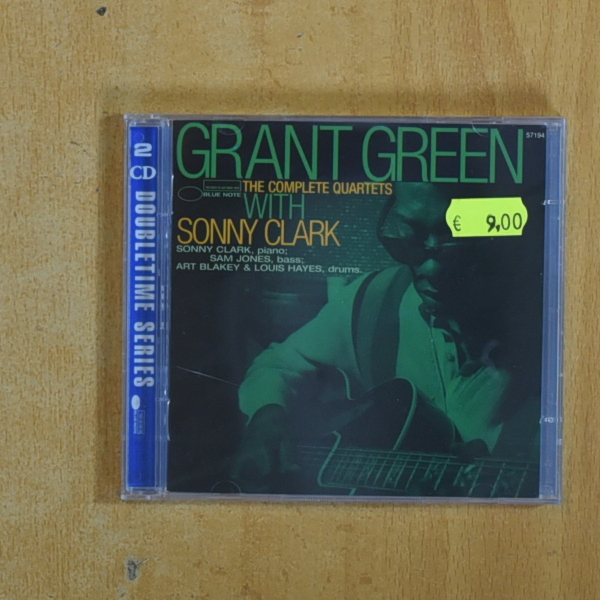 GRANT GREEN
57194
BLUE NOTE
THE COMPLETE QUARTETS
WITH
SONNY CLARK
SONNY CLARK, piano;
SAM JONES, bass;
ART BLAKEY & LOUIS HAYES, drums.
€ 9,00
2
CD
DOUBLETIME SERIES